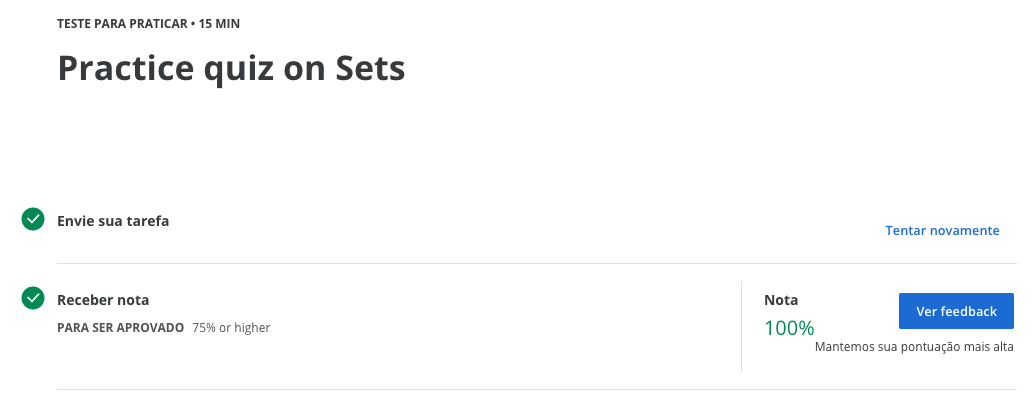 TESTE PARA PRATICAR • 15 MIN
Practice quiz on Sets
Envie sua tarefa
Tentar novamente
Receber nota
PARA SER APROVADO 75% or higher
Nota
100%
Ver feedback
Mantemos sua pontuação mais alta